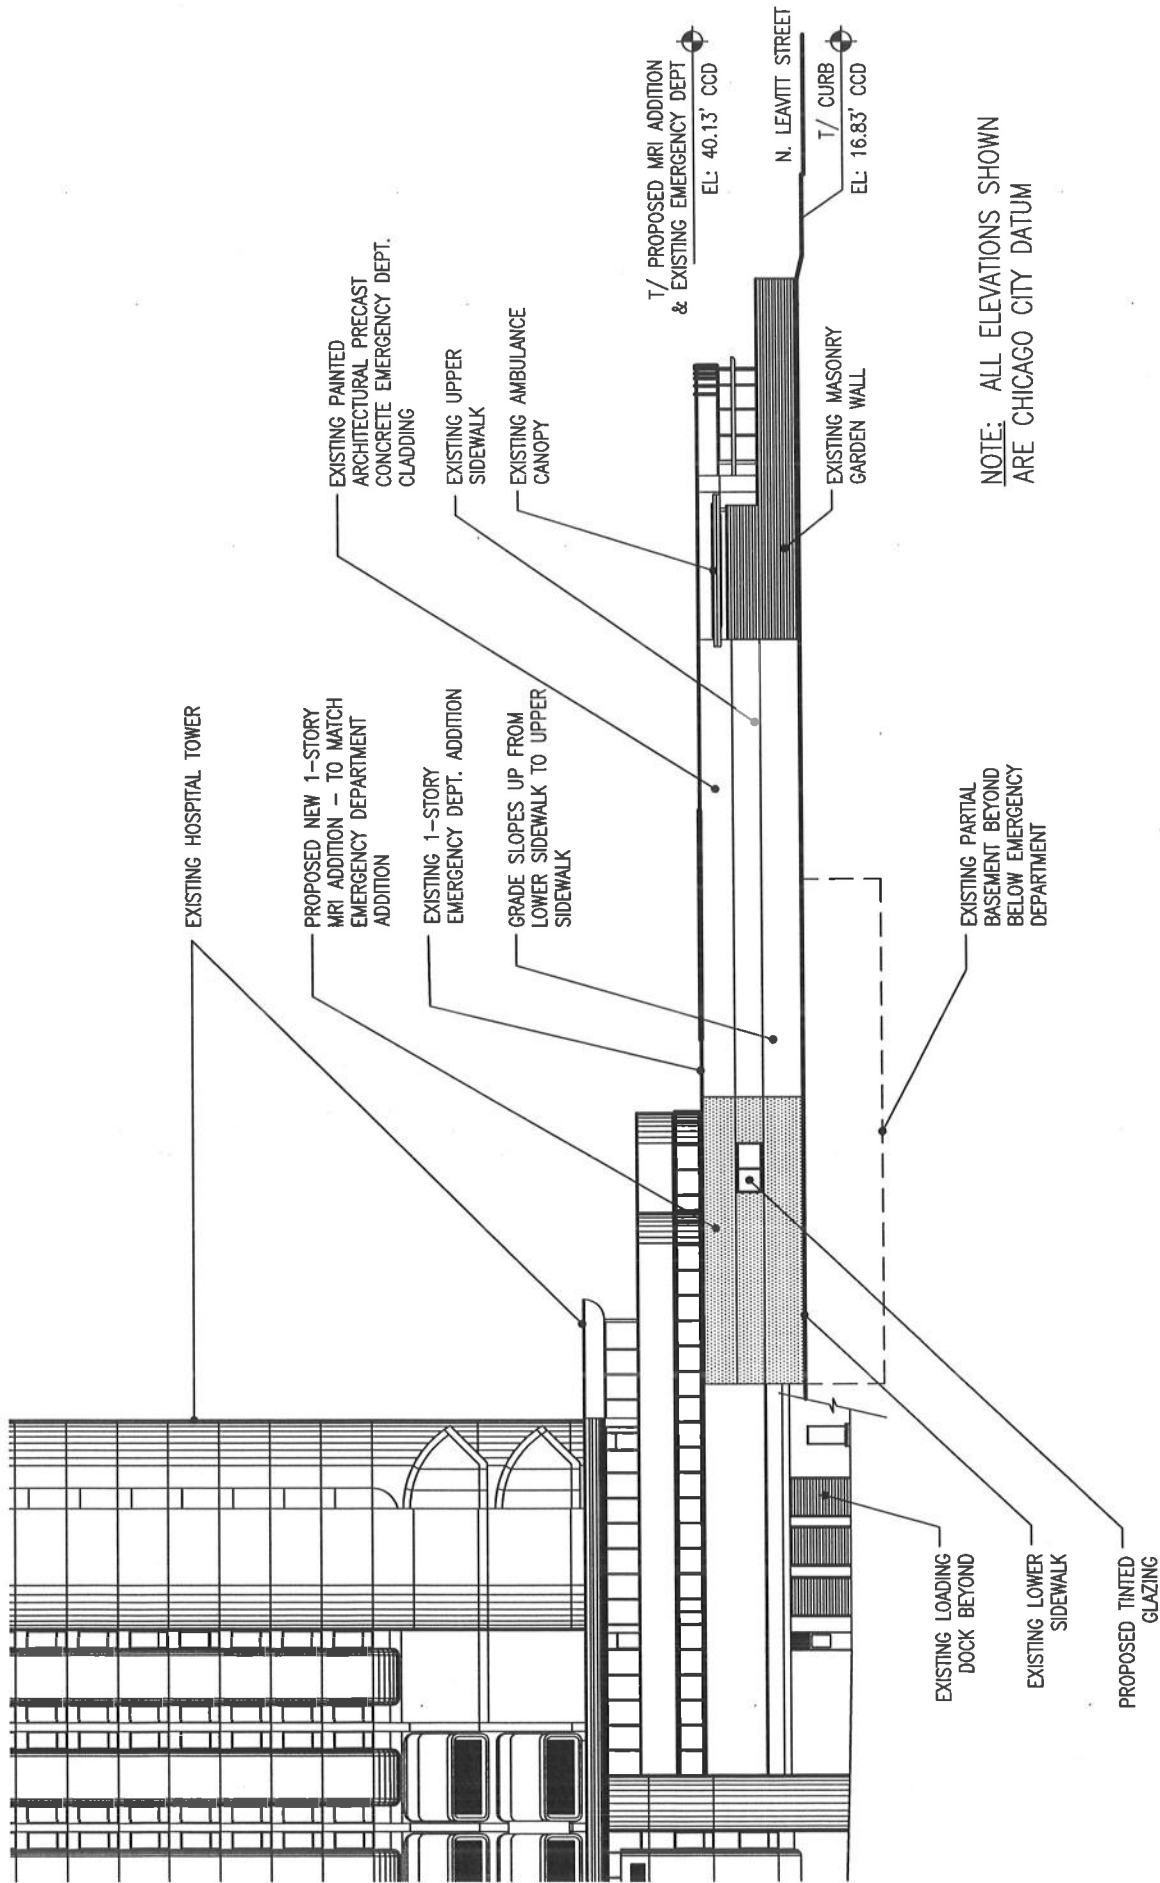 EXISTING HOSPITAL TOWER
PROPOSED NEW 1-STORY
MRI ADDITION - TO MATCH
EMERGENCY DEPARTMENT
ADDITION
EXISTING 1-STORY
EMERGENCY DEPT. ADDITION
GRADE SLOPES UP FROM
LOWER SIDEWALK TO UPPER
SIDEWALK
EXISTING PAINTED
ARCHITECTURAL PRECAST
CONCRETE EMERGENCY DEPT.
CLADDING
EXISTING UPPER
SIDEWALK
EXISTING AMBULANCE
CANOPY
T/ PROPOSED MRI ADDITION
& EXISTING EMERGENCY DEPT
EL: 40.13' CCD
N. LEAVITT STREET
T/ CURB
EL: 16.83' CCD
EXISTING LOADING
DOCK BEYOND
EXISTING LOWER
SIDEWALK
PROPOSED TINTED
GLAZING
EXISTING PARTIAL
BASEMENT BEYOND
BELOW EMERGENCY
DEPARTMENT
EXISTING MASONRY
GARDEN WALL
NOTE: ALL ELEVATIONS SHOWN
ARE CHICAGO CITY DATUM